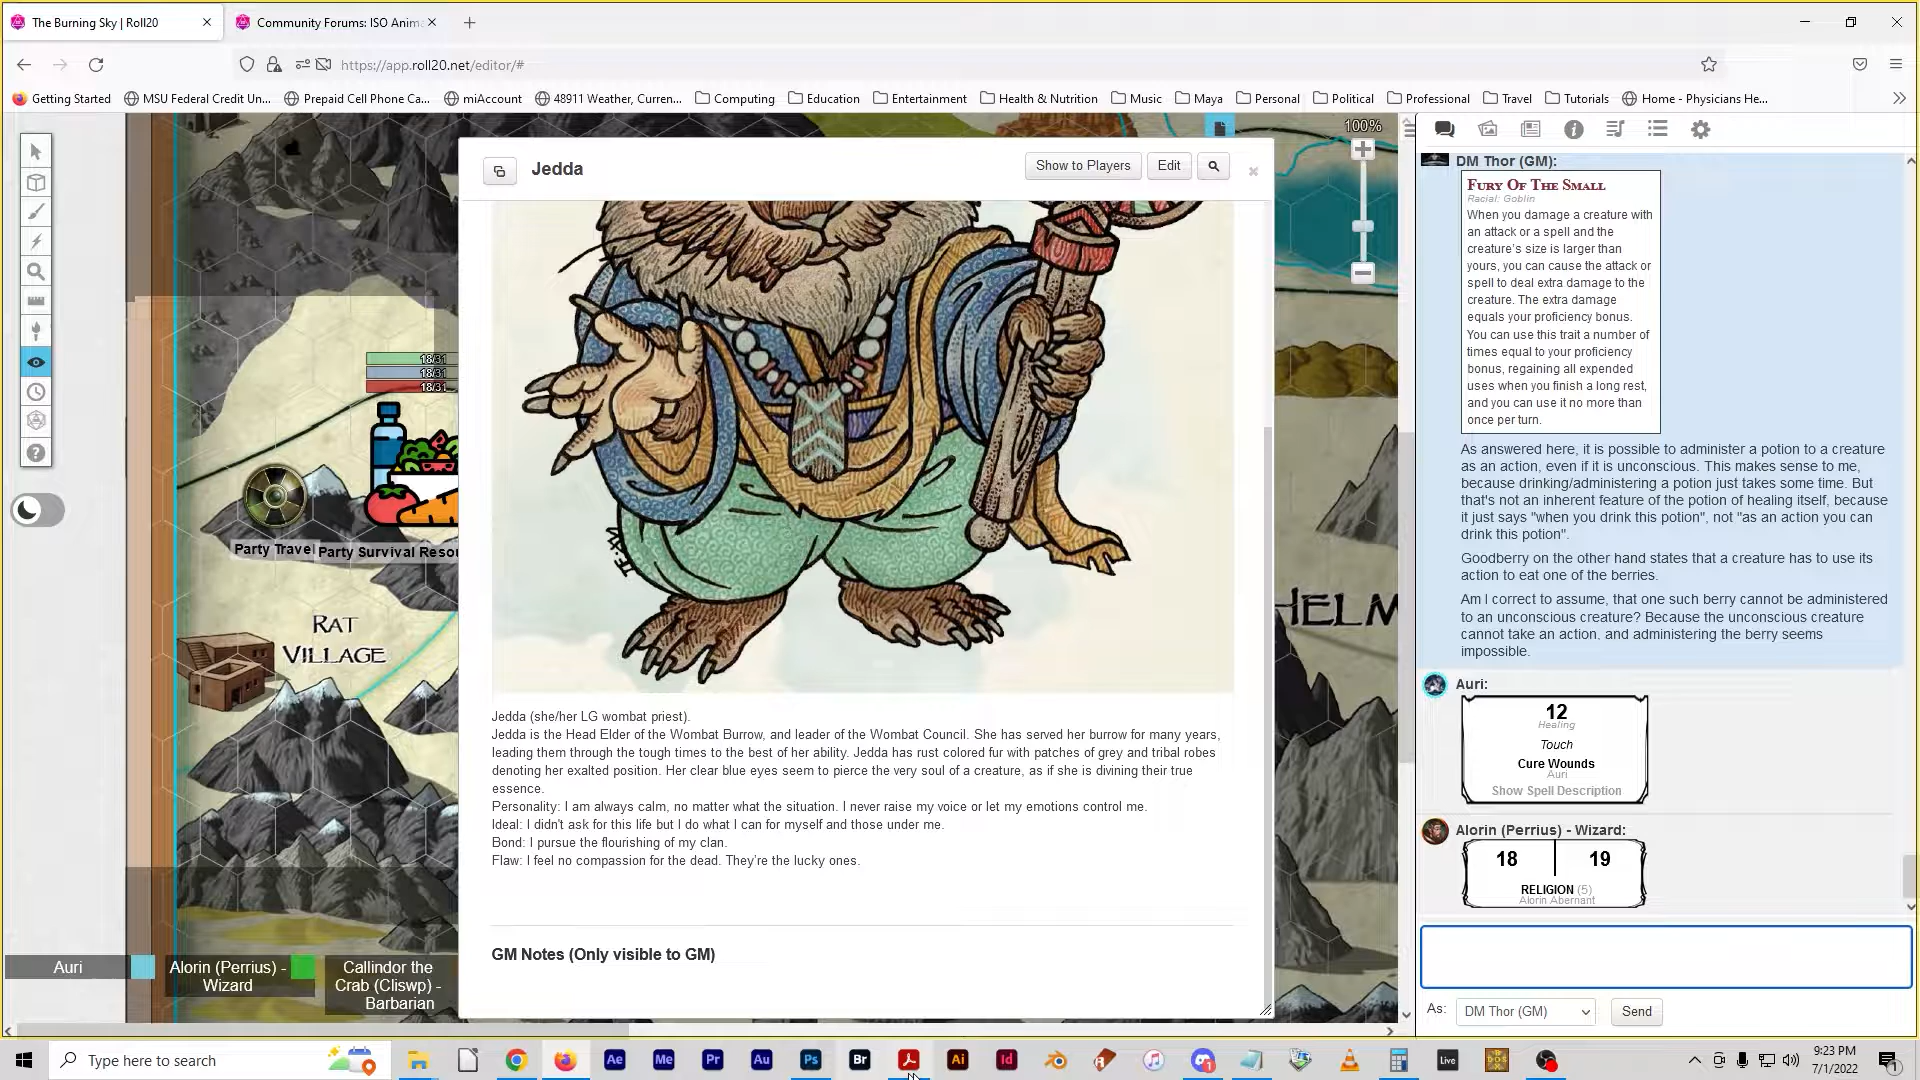 The Burning Sky | Roll20
Community Forums: ISO Anim
https://app.roll20.net/editor/#
Getting Started
MSU Federal Credit Un...
Prepaid Cell Phone Ca...
miAccount
48911 Weather, Curren...
Computing
Education
Entertainment
Health & Nutrition
Music
Maya
Personal
Political
Professional
Travel
Tutorials
Home - Physicians He...
100%
Jedda
Show to Players
Edit
18/31
18/31
18/31
Party Travel
Party Survival Resou
RAT
VILLAGE
HELM
Jedda (she/her LG wombat priest).
Jedda is the Head Elder of the Wombat Burrow, and leader of the Wombat Council. She has served her burrow for many years,
leading them through the tough times to the best of her ability. Jedda has rust colored fur with patches of grey and tribal robes
denoting her exalted position. Her clear blue eyes seem to pierce the very soul of a creature, as if she is divining their true
essence.
Personality: I am always calm, no matter what the situation. I never raise my voice or let my emotions control me.
Ideal: I didn't ask for this life but I do what I can for myself and those under me.
Bond: I pursue the flourishing of my clan.
Flaw: I feel no compassion for the dead. They're the lucky ones.
GM Notes (Only visible to GM)
Auri
Alorin (Perrius) -
Wizard
Callindor the
Crab (Cliswp) -
Barbarian
DM Thor (GM):
Fury Of The Small
Racial: Goblin
When you damage a creature with
an attack or a spell and the
creature's size is larger than
yours, you can cause the attack or
spell to deal extra damage to the
creature. The extra damage
equals your proficiency bonus.
You can use this trait a number of
times equal to your proficiency
bonus, regaining all expended
uses when you finish a long rest,
and you can use it no more than
once per turn.
As answered here, it is possible to administer a potion to a creature
as an action, even if it is unconscious. This makes sense to me,
because drinking/administering a potion just takes some time. But
that's not an inherent feature of the potion of healing itself, because
it just says "when you drink this potion", not "as an action you can
drink this potion".
Goodberry on the other hand states that a creature has to use its
action to eat one of the berries.
Am I correct to assume, that one such berry cannot be administered
to an unconscious creature? Because the unconscious creature
cannot take an action, and administering the berry seems
impossible.
Auri:
12
Healing
Touch
Cure Wounds
Auri
Show Spell Description
Alorin (Perrius) - Wizard:
18 19
RELIGION (5)
Alorin Abernant
As:
DM Thor (GM)
Send
Type here to search
Ae
Me
Pr
Au
Ps
Br
Ai
Id
1
Live
9:23 PM
7/1/2022
1